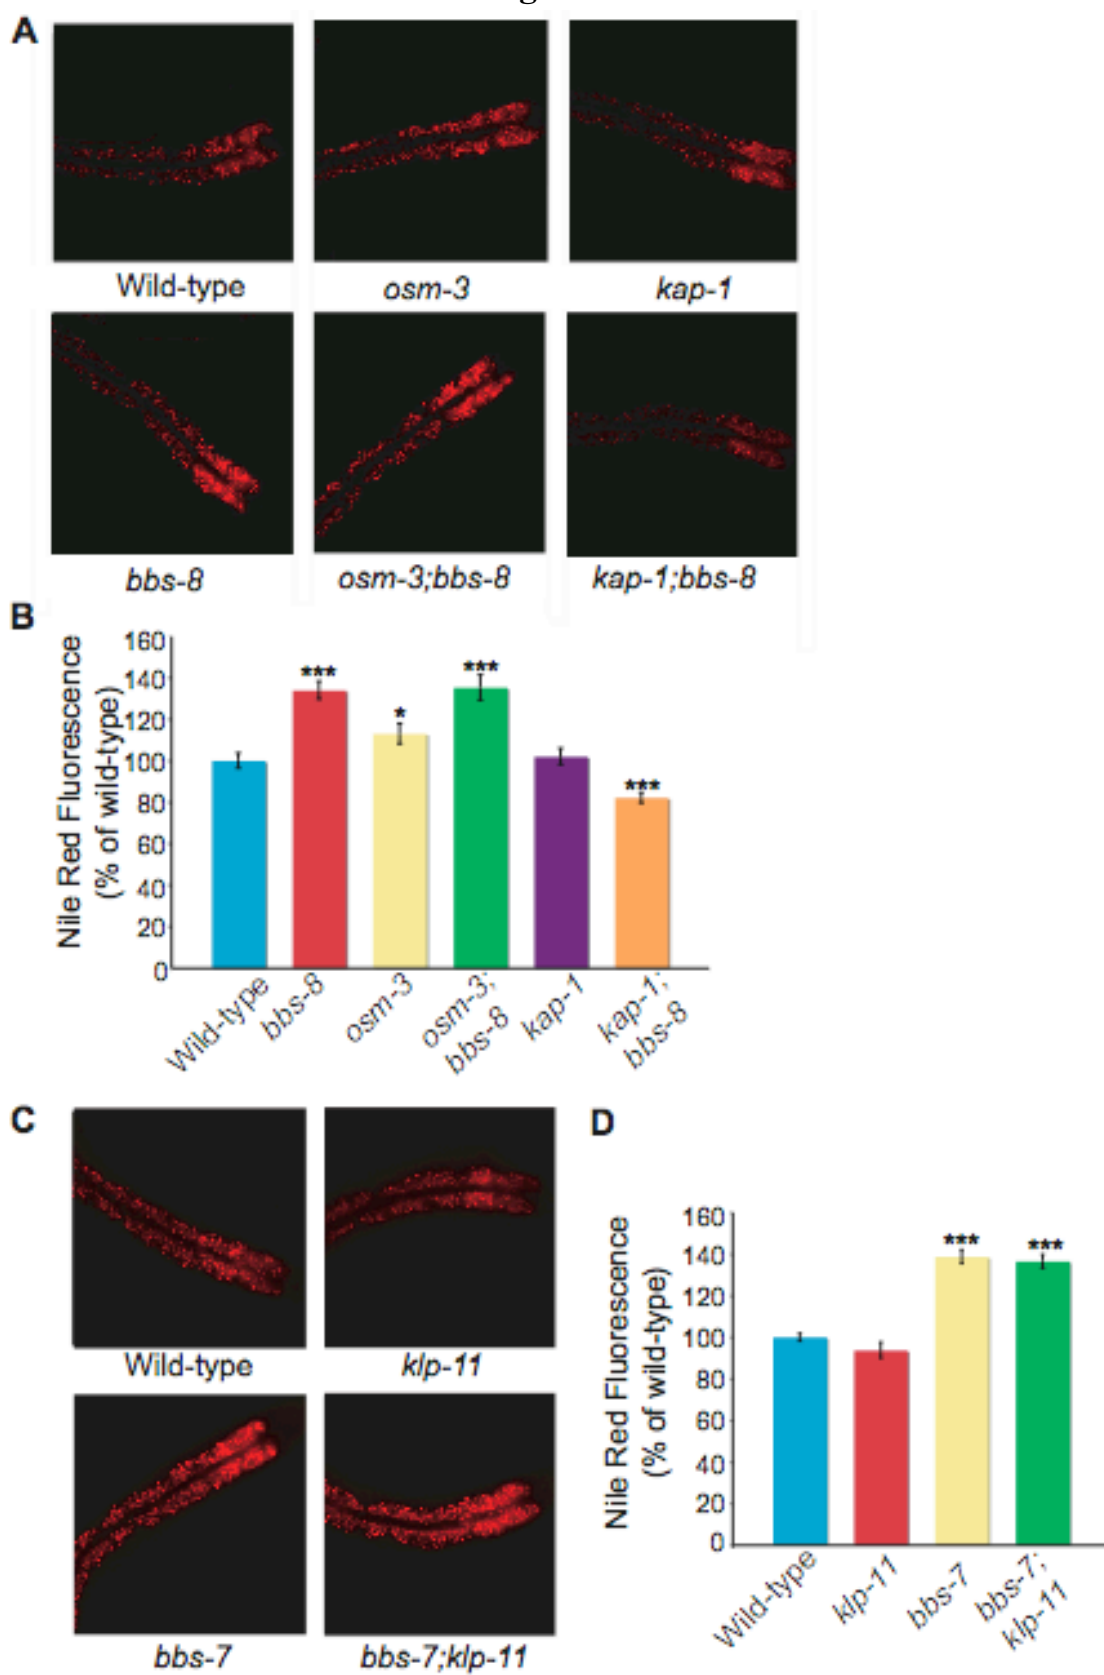 A
Wild-type osm-3 kap-1
bbs-8 osm-3;bbs-8 kap-1;bbs-8
B
Nile Red Fluorescence
(% of wild-type)
160
140
120
100
80
60
40
20
0
***
*
***
***
Wild-type
bbs-8
osm-3
osm-3;
bbs-8
kap-1
kap-1;
bbs-8
C
Wild-type klp-11
bbs-7 bbs-7;klp-11
D
Nile Red Fluorescence
(% of wild-type)
160
140
120
100
80
60
40
20
0
***
***
Wild-type
klp-11
bbs-7
bbs-7;
klp-11